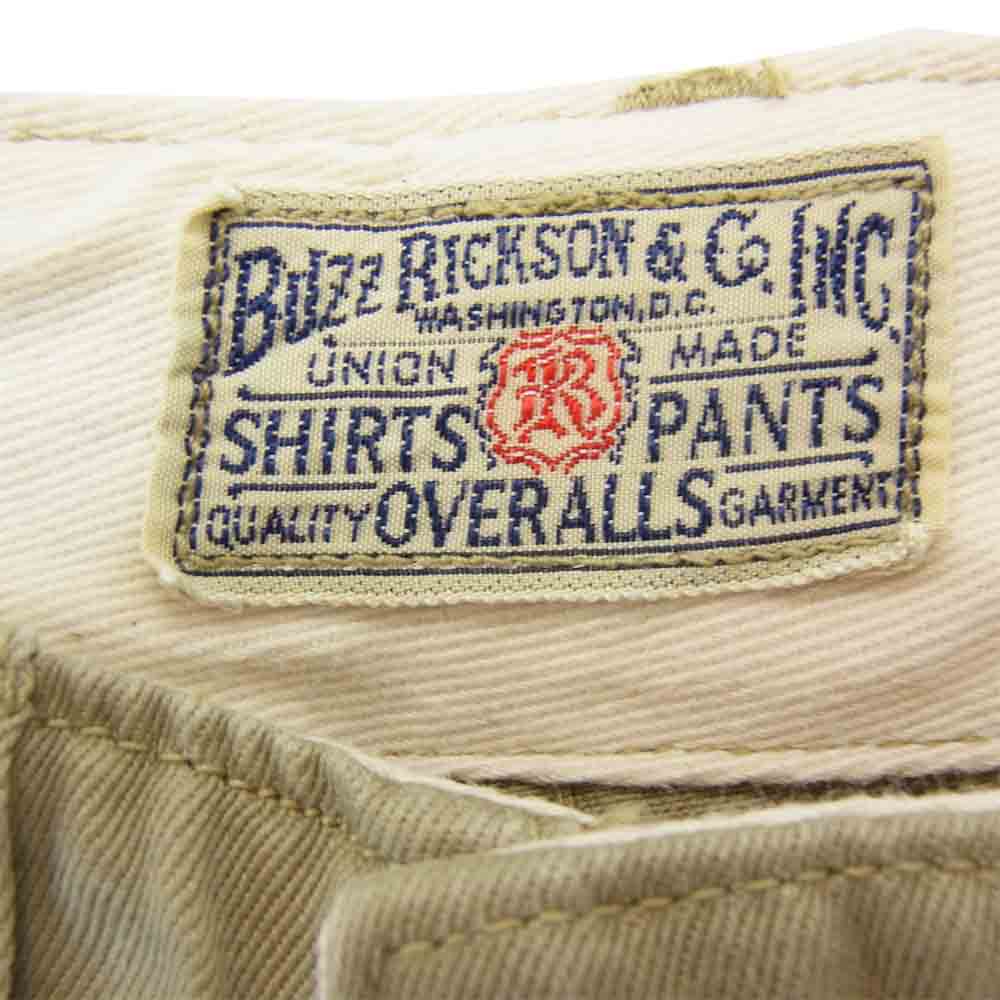 BUZZ RICKSON & CO. INC.
WASHINGTON, D.C.
UNION MADE
SHIRTS R PANTS
QUALITY OVERALLS GARMENT